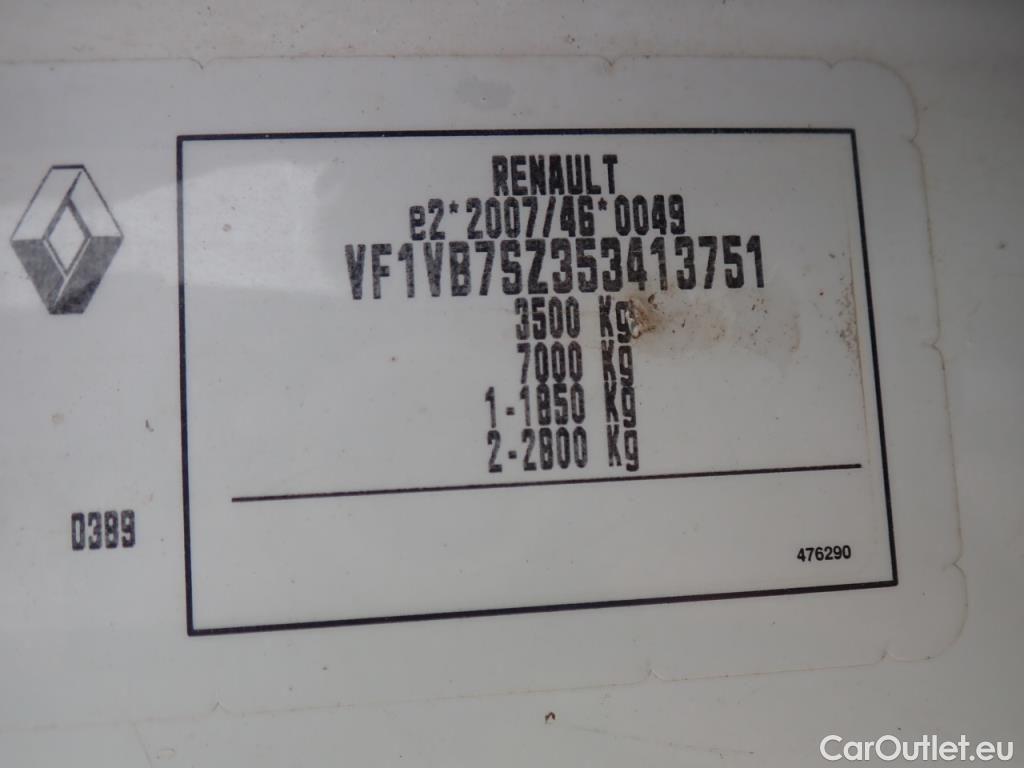 RENAULT
e2*2007/46*0049
VF1VB7SZ353413751
3500 Kg
7000 Kg
1-1850 Kg
2-2800 Kg
0389
476290
CarOutlet.eu